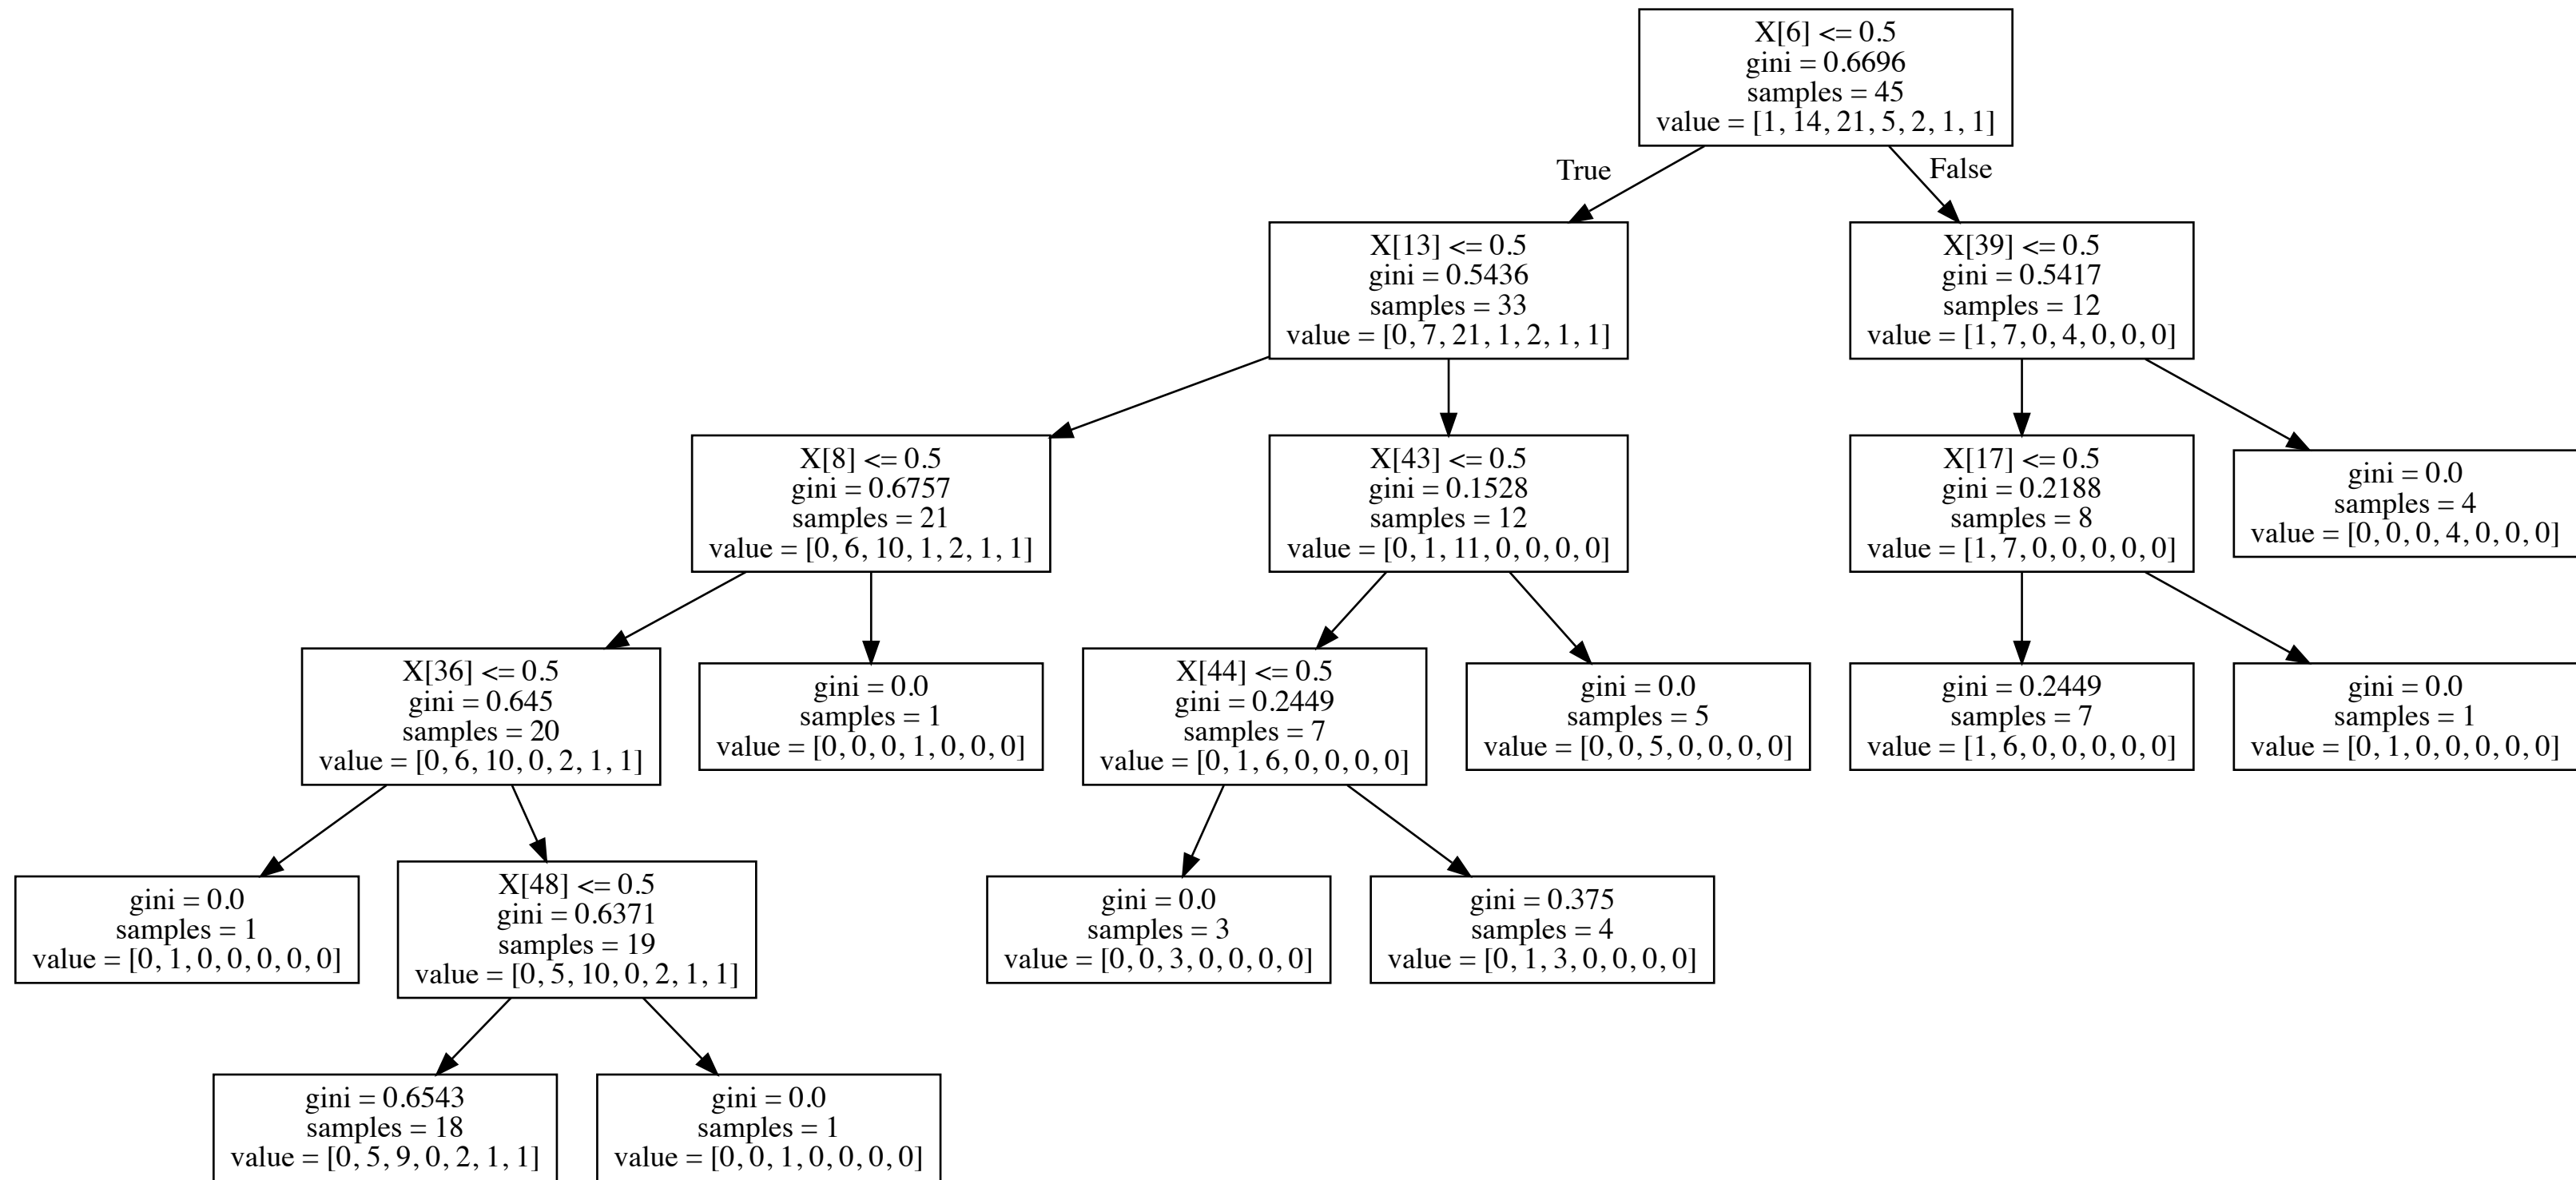 X[6] <= 0.5
gini = 0.6696
samples = 45
value = [1, 14, 21, 5, 2, 1, 1]
True
False
X[13] <= 0.5
gini = 0.5436
samples = 33
value = [0, 7, 21, 1, 2, 1, 1]
X[39] <= 0.5
gini = 0.5417
samples = 12
value = [1, 7, 0, 4, 0, 0, 0]
X[8] <= 0.5
gini = 0.6757
samples = 21
value = [0, 6, 10, 1, 2, 1, 1]
X[43] <= 0.5
gini = 0.1528
samples = 12
value = [0, 1, 11, 0, 0, 0, 0]
X[17] <= 0.5
gini = 0.2188
samples = 8
value = [1, 7, 0, 0, 0, 0, 0]
gini = 0.0
samples = 4
value = [0, 0, 0, 4, 0, 0, 0]
X[36] <= 0.5
gini = 0.645
samples = 20
value = [0, 6, 10, 0, 2, 1, 1]
gini = 0.0
samples = 1
value = [0, 0, 0, 1, 0, 0, 0]
X[44] <= 0.5
gini = 0.2449
samples = 7
value = [0, 1, 6, 0, 0, 0, 0]
gini = 0.0
samples = 5
value = [0, 0, 5, 0, 0, 0, 0]
gini = 0.2449
samples = 7
value = [1, 6, 0, 0, 0, 0, 0]
gini = 0.0
samples = 1
value = [0, 1, 0, 0, 0, 0, 0]
gini = 0.0
samples = 1
value = [0, 1, 0, 0, 0, 0, 0]
X[48] <= 0.5
gini = 0.6371
samples = 19
value = [0, 5, 10, 0, 2, 1, 1]
gini = 0.0
samples = 3
value = [0, 0, 3, 0, 0, 0, 0]
gini = 0.375
samples = 4
value = [0, 1, 3, 0, 0, 0, 0]
gini = 0.6543
samples = 18
value = [0, 5, 9, 0, 2, 1, 1]
gini = 0.0
samples = 1
value = [0, 0, 1, 0, 0, 0, 0]